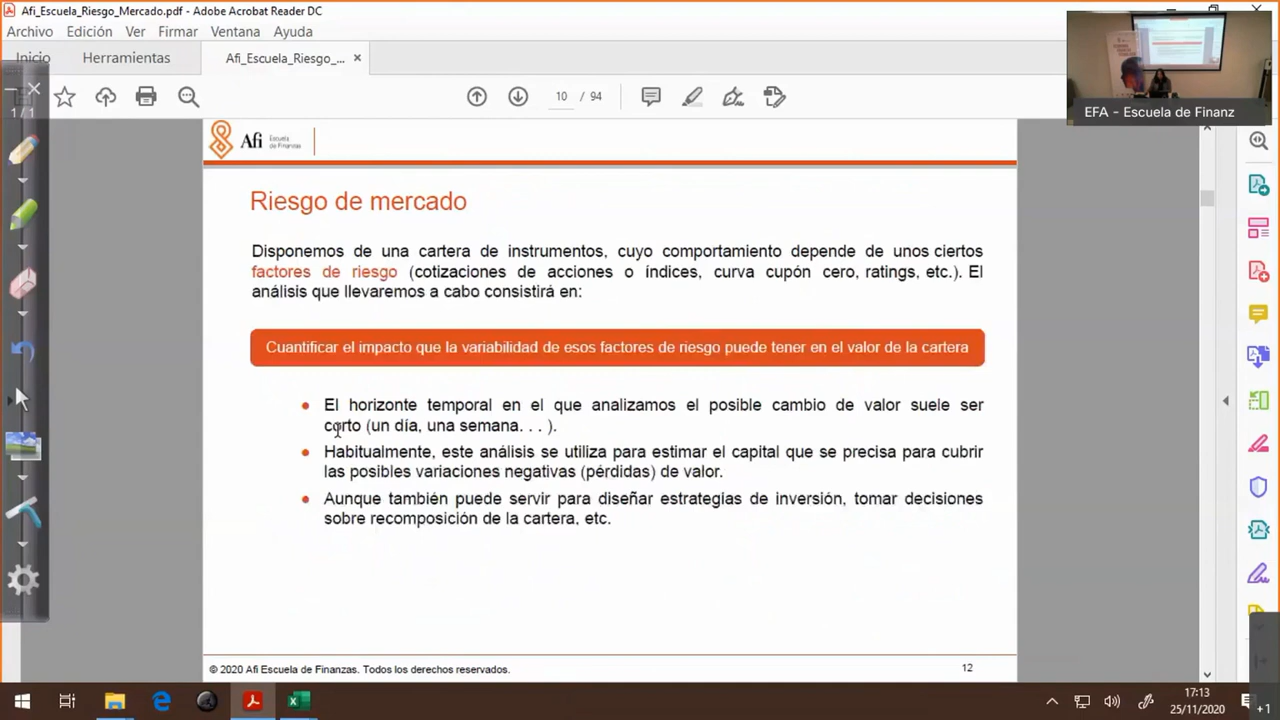 Afi_Escuela_Riesgo_Mercado.pdf - Adobe Acrobat Reader DC
Archivo Edición Ver Firmar Ventana Ayuda
Inicio Herramientas Afi_Escuela_Riesgo_...
1/1
10 / 94
EFA - Escuela de Finanz
Afi Escuela de Finanzas
Riesgo de mercado
Disponemos de una cartera de instrumentos, cuyo comportamiento depende de unos ciertos
factores de riesgo (cotizaciones de acciones o índices, curva cupón cero, ratings, etc.). El
análisis que llevaremos a cabo consistirá en:
Cuantificar el impacto que la variabilidad de esos factores de riesgo puede tener en el valor de la cartera
El horizonte temporal en el que analizamos el posible cambio de valor suele ser
corto (un día, una semana. . . ).
Habitualmente, este análisis se utiliza para estimar el capital que se precisa para cubrir
las posibles variaciones negativas (pérdidas) de valor.
Aunque también puede servir para diseñar estrategias de inversión, tomar decisiones
sobre recomposición de la cartera, etc.
© 2020 Afi Escuela de Finanzas. Todos los derechos reservados.
12
17:13
25/11/2020
+1